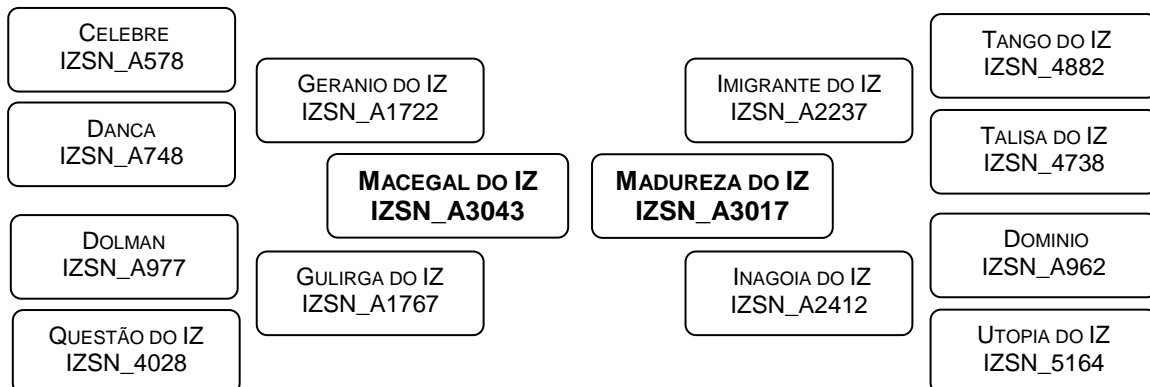 CELEBRE
IZSN_A578
DANCA
IZSN_A748
DOLMAN
IZSN_A977
QUESTÃO DO IZ
IZSN_4028
GERANIO DO IZ
IZSN_A1722
GULIRGA DO IZ
IZSN_A1767
MACEGAL DO IZ
IZSN_A3043
MADUREZA DO IZ
IZSN_A3017
IMIGRANTE DO IZ
IZSN_A2237
INAGOIA DO IZ
IZSN_A2412
TANGO DO IZ
IZSN_4882
TALISA DO IZ
IZSN_4738
DOMINIO
IZSN_A962
UTOPIA DO IZ
IZSN_5164